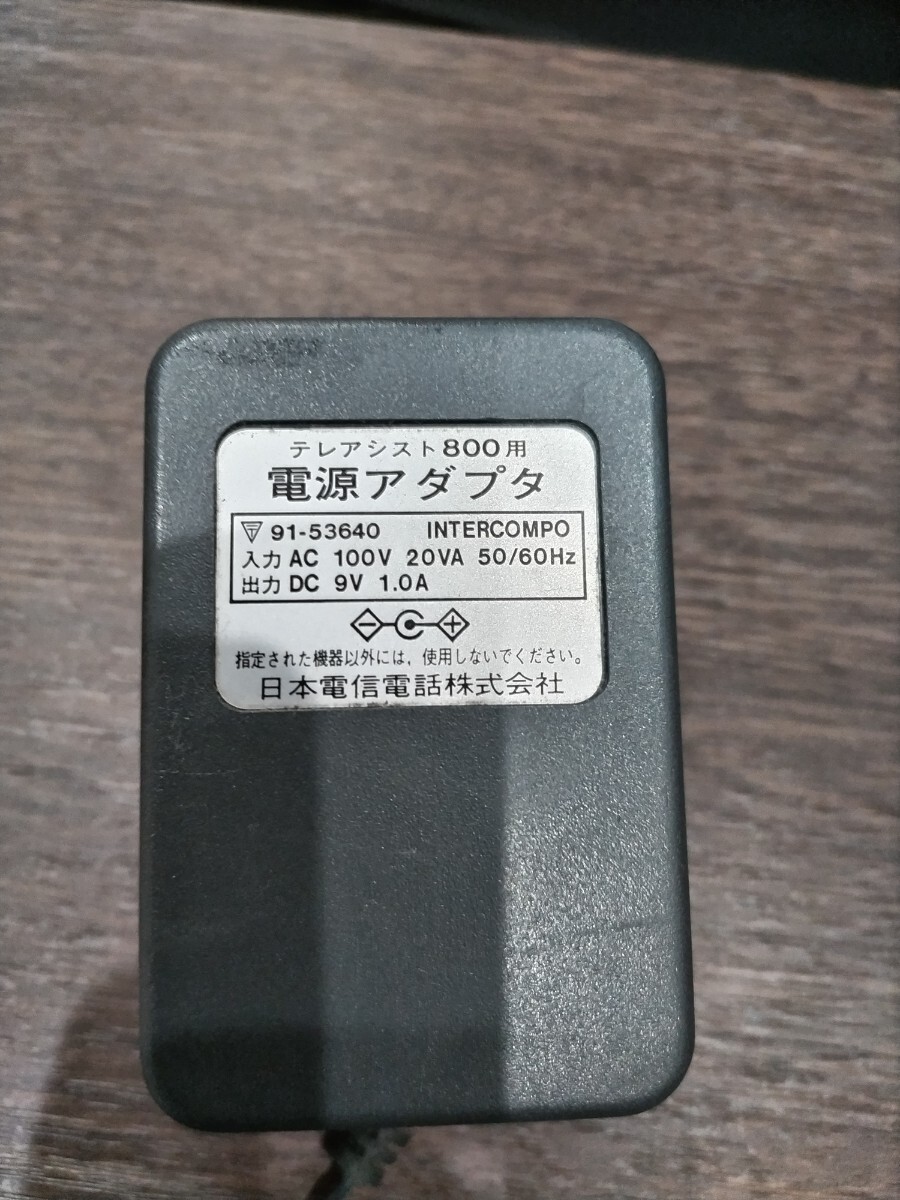 テレアシスト800用
電源アダプタ
91-53640 INTERCOMPO
入力 AC 100V 20VA 50/60Hz
出力 DC 9V 1.0A
指定された機器以外には,使用しないでください。
日本電信電話株式会社